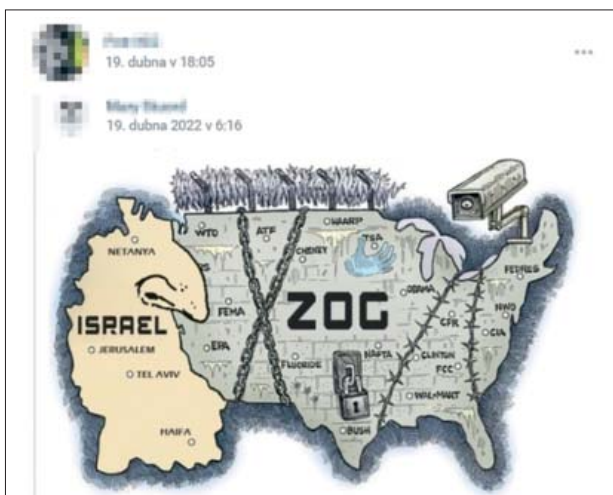 19. dubna v 18:05
19. dubna 2022 v 6:16
WTO
ATF
HAARP
TSA
CHENEY
NETANYA
OBAMA
FEMA
ZOG
CFR
NWO
CIA
ISRAEL
JERUSALEM
EPA
FLUORIDE
NAFTA
CLINTON
FCC
TEL AVIV
WAL-MART
BUSH
HAIFA